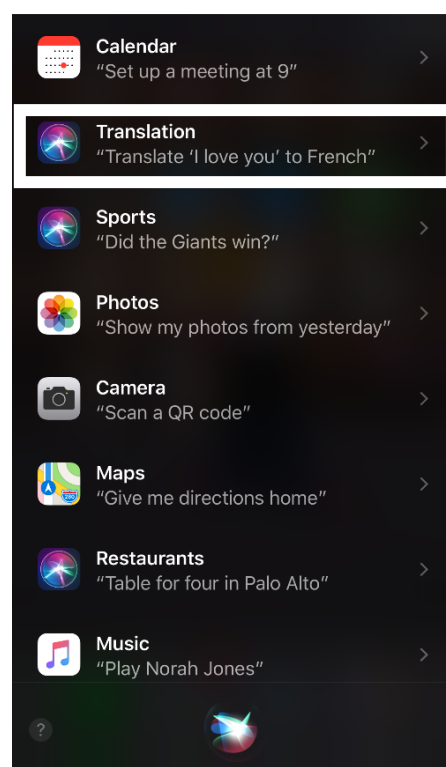 Calendar
“Set up a meeting at 9”
Translation
“Translate ‘I love you’ to French”
Sports
“Did the Giants win?”
Photos
“Show my photos from yesterday”
Camera
“Scan a QR code”
Maps
“Give me directions home”
280
Restaurants
“Table for four in Palo Alto”
Music
“Play Norah Jones”
?